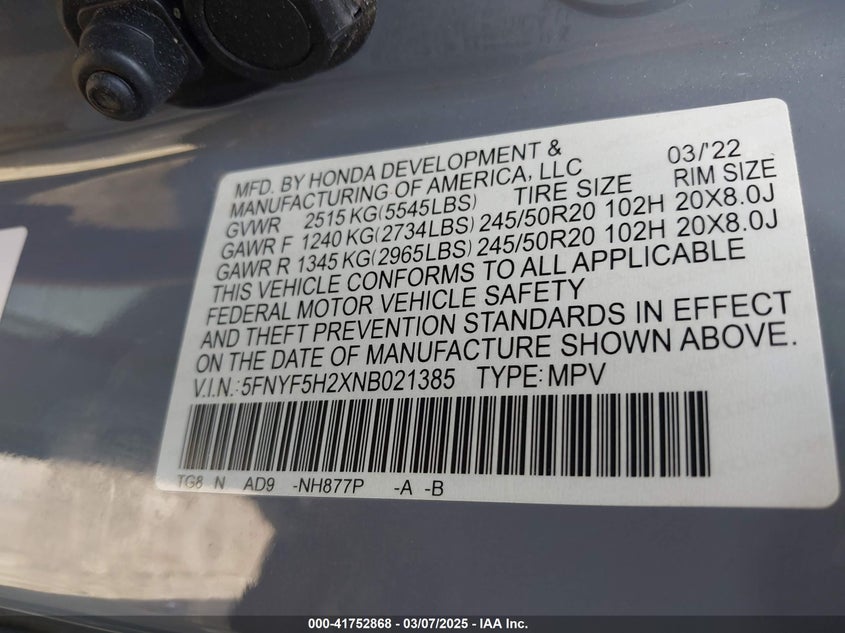 MFD. BY HONDA DEVELOPMENT & 03/'22
MANUFACTURING OF AMERICA, LLC
GVWR 2515 KG(5545LBS) TIRE SIZE RIM SIZE
GAWR F 1240 KG(2734LBS) 245/50R20 102H 20X8.0J
GAWR R 1345 KG(2965LBS) 245/50R20 102H 20X8.0J
THIS VEHICLE CONFORMS TO ALL APPLICABLE
FEDERAL MOTOR VEHICLE SAFETY
AND THEFT PREVENTION STANDARDS IN EFFECT
ON THE DATE OF MANUFACTURE SHOWN ABOVE.
V.I.N.: 5FNYF5H2XNB021385 TYPE: MPV
TG8 N AD9 -NH877P -A -B
000-41752868 | 03/07/2025 - IAA Inc.